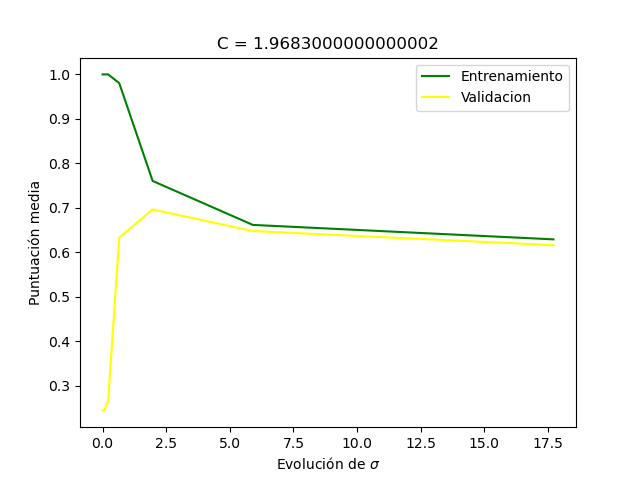 C = 1.9683000000000002
Entrenamiento
Validacion
Puntuación media
1.0
0.9
0.8
0.7
0.6
0.5
0.4
0.3
0.0 2.5 5.0 7.5 10.0 12.5 15.0 17.5
Evolución de σ